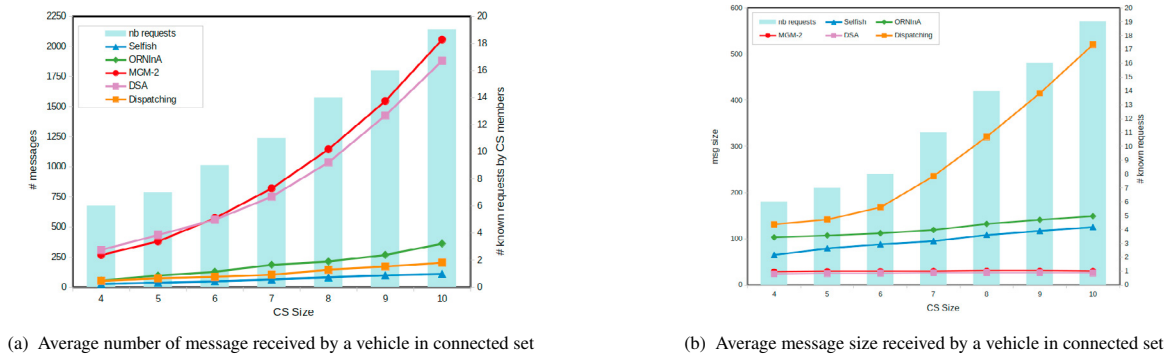 2250
2000
1750
1500
1250
1000
750
500
250
0
# messages
nb requests
Selfish
ORNInA
MGM-2
DSA
Dispatching
20
18
16
14
12
10
8
6
4
2
0
# known requests by CS members
4 5 6 7 8 9 10
CS Size
(a) Average number of message received by a vehicle in connected set
600
500
400
300
200
100
0
msg size
nb requests Selfish ORNInA
MGM-2 DSA Dispatching
20
19
18
17
16
15
14
13
12
11
10
9
8
7
6
5
4
3
2
1
0
# known requests
4 5 6 7 8 9 10
CS Size
(b) Average message size received by a vehicle in connected set